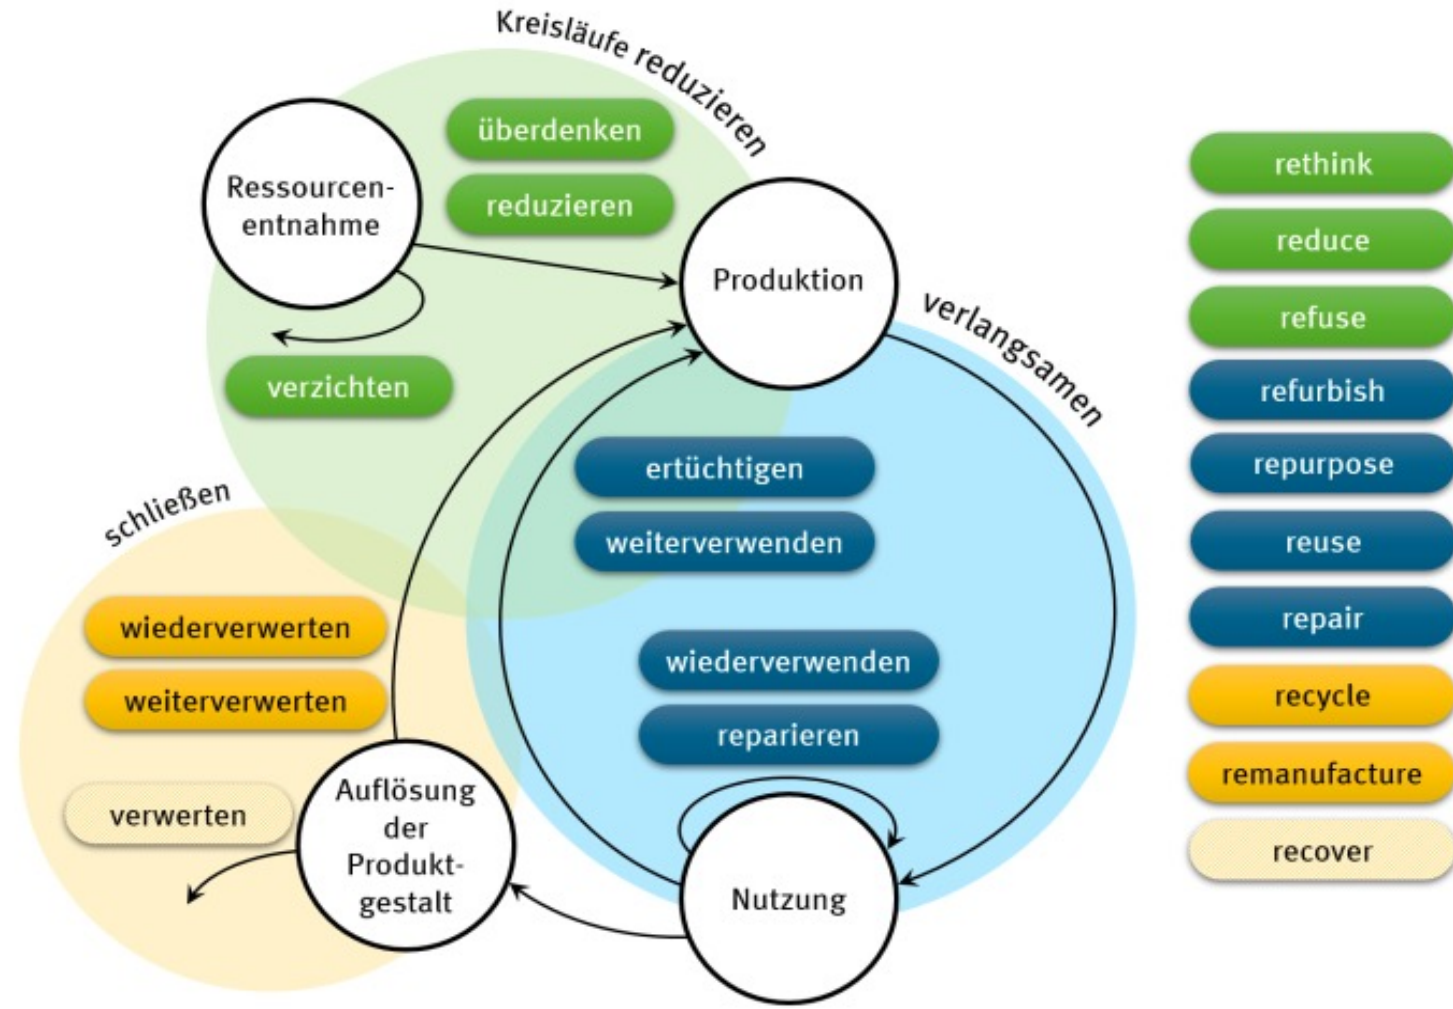 Kreisläufe reduzieren
überdenken
reduzieren
Ressourcen-
entnahme
Produktion
verzichten
verlangsamen
ertüchtigen
weiterverwenden
schließen
wiederverwerten
weiterverwerten
wiederverwenden
reparieren
verwerten
Auflösung
der
Produkt-
gestalt
Nutzung
rethink
reduce
refuse
refurbish
repurpose
reuse
repair
recycle
remanufacture
recover